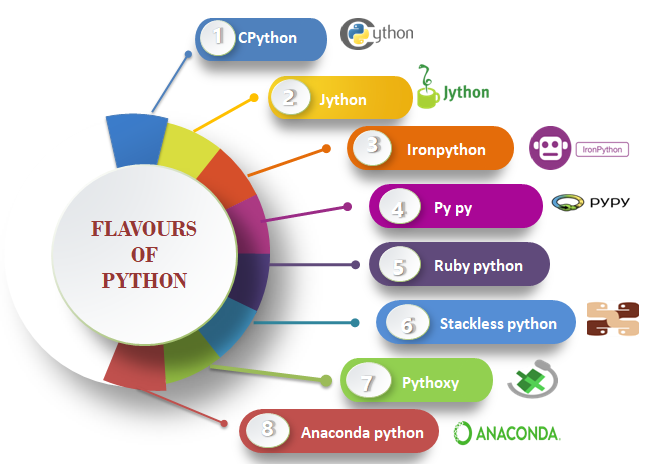 FLAVOURS
OF
PYTHON
1 CPython
Cython
2 Jython
Jython
3 Ironpython
IronPython
4 Py py
PYPY
5 Ruby python
6 Stackless python
7 Pythoxy
8 Anaconda python
ANACONDA.